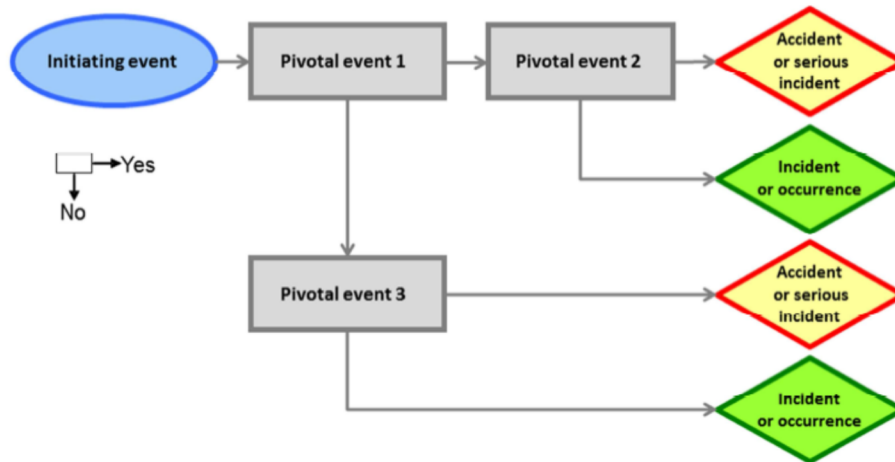 Initiating event
Pivotal event 1
Pivotal event 2
Accident
or serious
incident
Yes
No
Incident
or occurrence
Pivotal event 3
Accident
or serious
incident
Incident
or occurrence